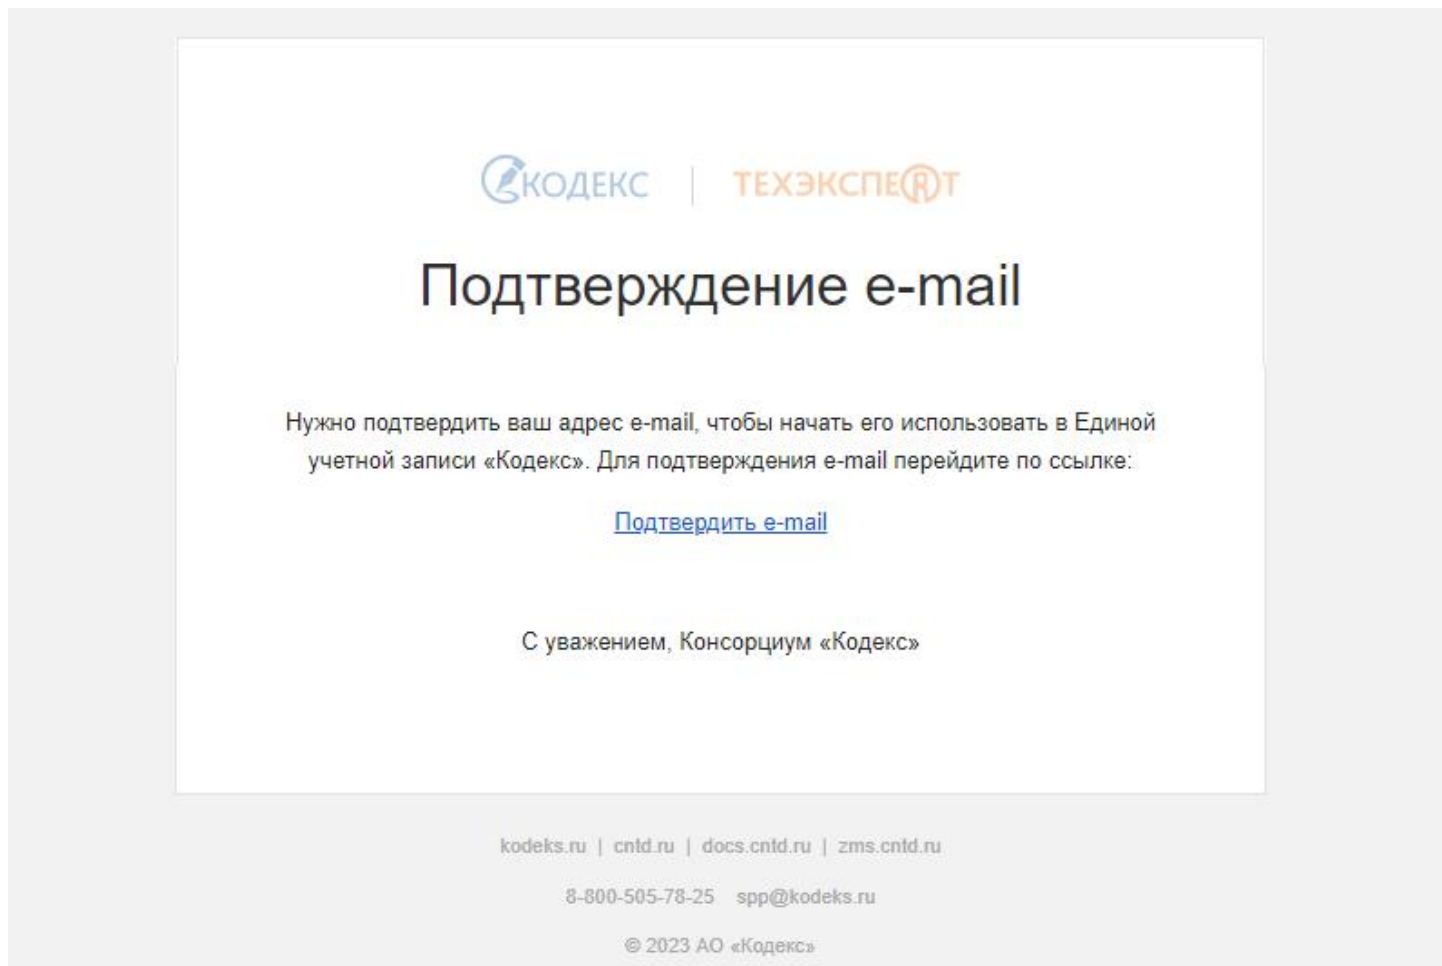 КОДЕКС | ТЕХЭКСПЕРТ
Подтверждение e-mail
Нужно подтвердить ваш адрес e-mail, чтобы начать его использовать в Единой
учетной записи «Кодекс». Для подтверждения e-mail перейдите по ссылке:
Подтвердить e-mail
С уважением, Консорциум «Кодекс»
kodeks.ru | cntd.ru | docs.cntd.ru | zms.cntd.ru
8-800-505-78-25 spp@kodeks.ru
© 2023 АО «Кодекс»